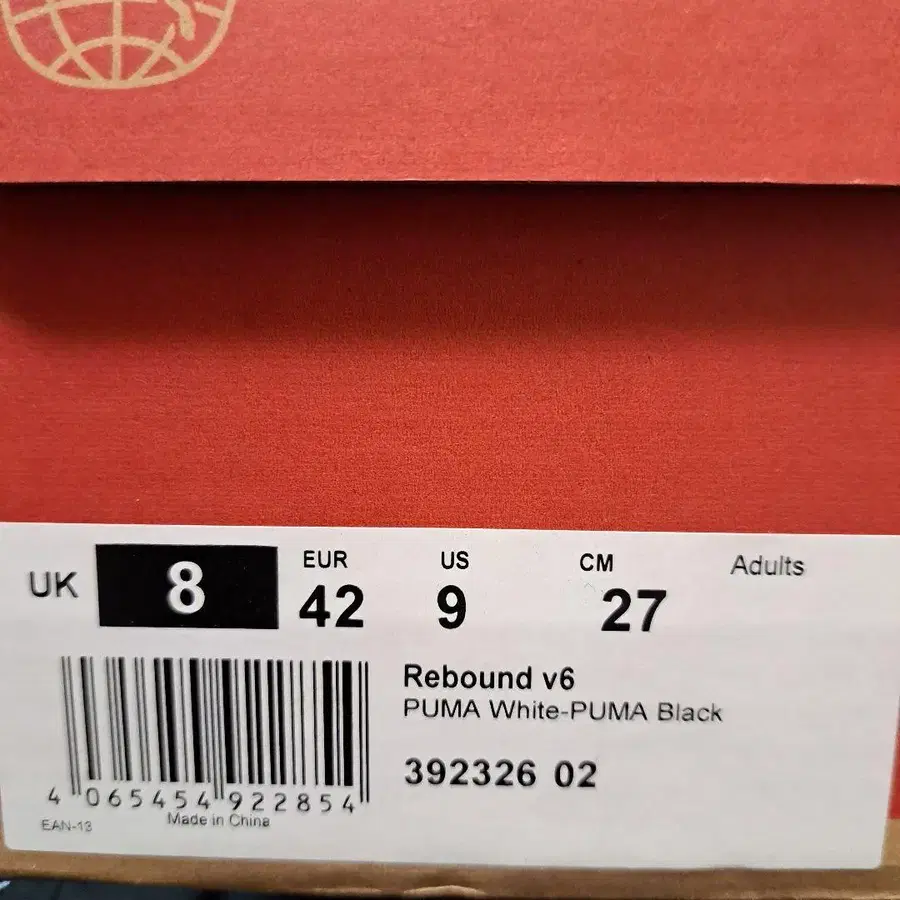 UK 8 EUR 42 US 9 CM 27 Adults
Rebound v6
PUMA White-PUMA Black
392326 02
4 065454 922854
EAN-13
Made in China